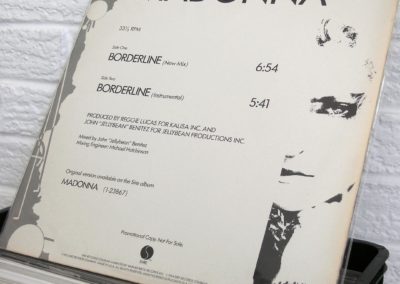 MADONNA
33⅓ RPM
Side One
BORDERLINE (New Mix) 6:54
Side Two
BORDERLINE (Instrumental) 5:41
PRODUCED BY REGGIE LUCAS FOR KALISA INC. AND
JOHN "JELLYBEAN" BENITEZ FOR JELLYBEAN PRODUCTIONS INC.
Mixed by John "Jellybean" Benitez
Mixing Engineer: Michael Hutchinson
Original version available on the Sire album
MADONNA (1-23867)
Promotional Copy. Not For Sale.